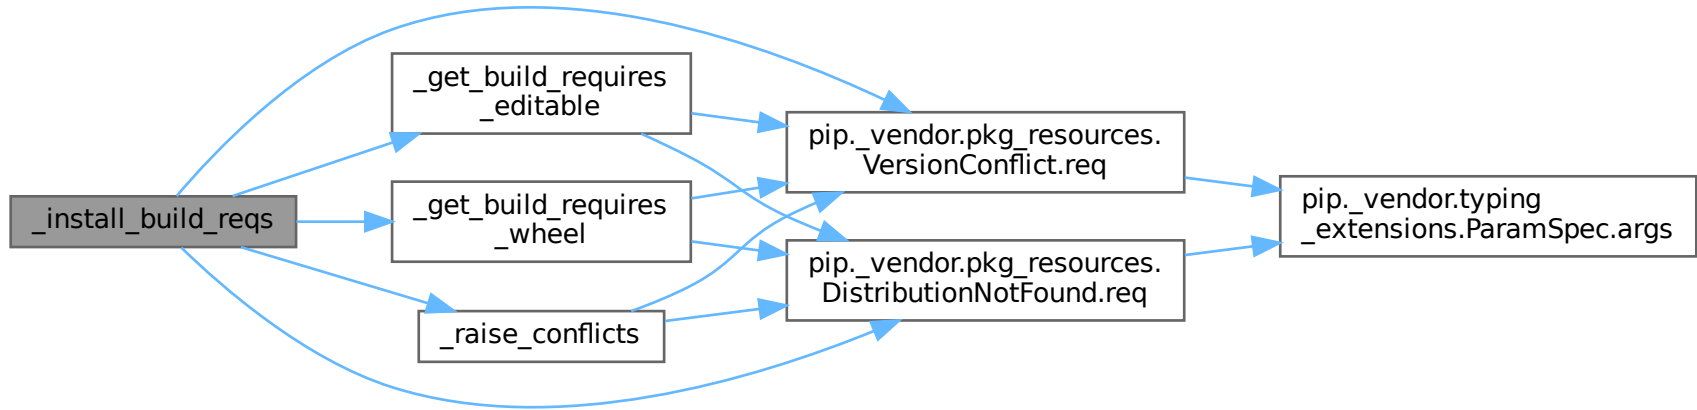 _install_build_reqs
_get_build_requires
_editable
_get_build_requires
_wheel
_raise_conflicts
pip._vendor.pkg_resources.
VersionConflict.req
pip._vendor.pkg_resources.
DistributionNotFound.req
pip._vendor.typing
_extensions.ParamSpec.args